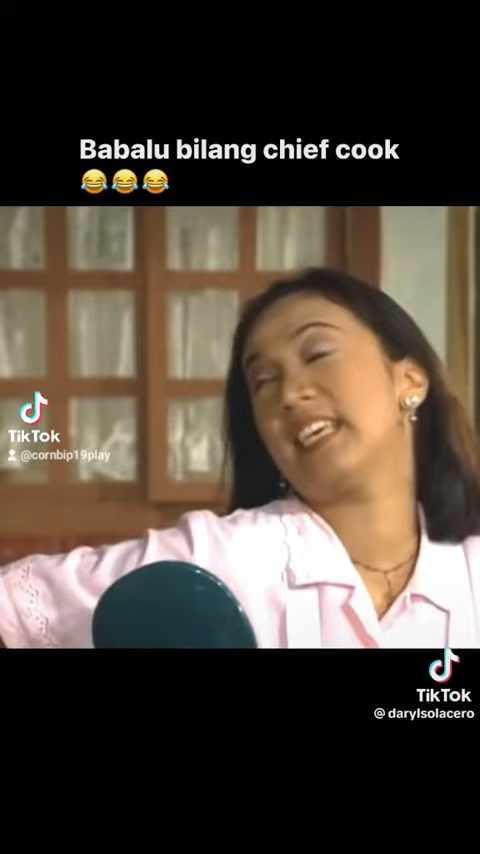 Babalu bilang chief cook
😂😂😂
TikTok
@cornbip19play
TikTok
@darylsolacero